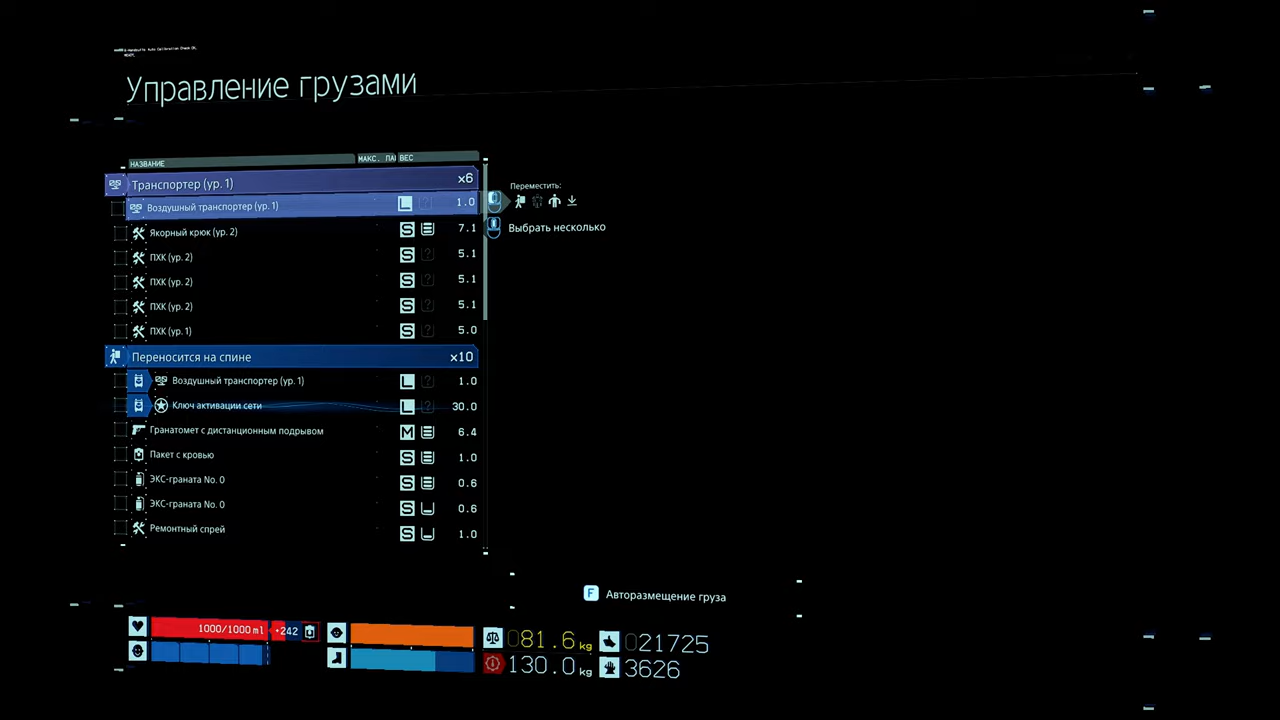 Управление грузами
НАЗВАНИЕ МАКС. ПА ВЕС
Транспортер (ур. 1) x6
Воздушный транспортер (ур. 1) L ? 1.0
Якорный крюк (ур. 2) S 7.1
ПХК (ур. 2) S ? 5.1
ПХК (ур. 2) S ? 5.1
ПХК (ур. 2) S ? 5.1
ПХК (ур. 1) S ? 5.0
Переносится на спине x10
Воздушный транспортер (ур. 1) L ? 1.0
Ключ активации сети L ? 30.0
Гранатомет с дистанционным подрывом M 6.4
Пакет с кровью S 1.0
ЭКС-граната No. 0 S 0.6
ЭКС-граната No. 0 S 0.6
Ремонтный спрей S 1.0
Переместить:
Выбрать несколько
F Авторазмещение груза
1000/1000 ml +242
081.6 kg 021725
130.0 kg 3626